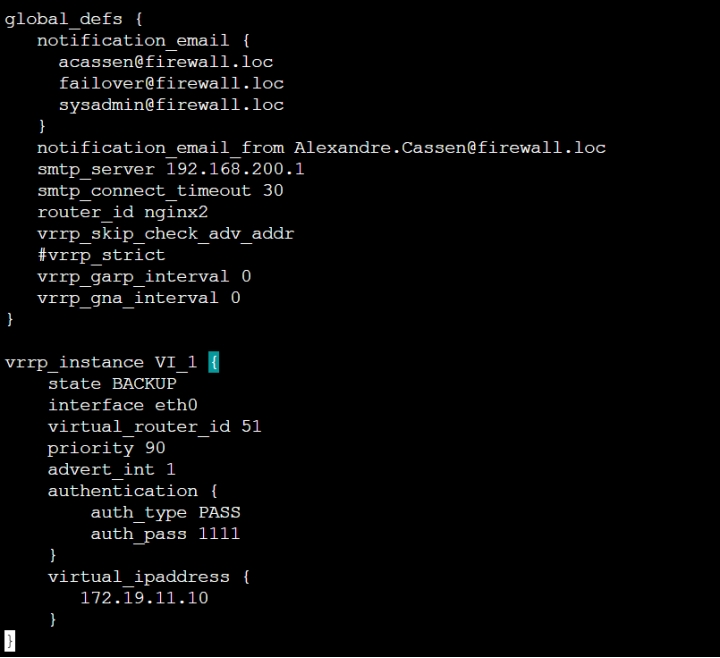 global_defs {
   notification_email {
     acassen@firewall.loc
     failover@firewall.loc
     sysadmin@firewall.loc
   }
   notification_email_from Alexandre.Cassen@firewall.loc
   smtp_server 192.168.200.1
   smtp_connect_timeout 30
   router_id nginx2
   vrrp_skip_check_adv_addr
   #vrrp_strict
   vrrp_garp_interval 0
   vrrp_gna_interval 0
}

vrrp_instance VI_1 {
    state BACKUP
    interface eth0
    virtual_router_id 51
    priority 90
    advert_int 1
    authentication {
        auth_type PASS
        auth_pass 1111
    }
    virtual_ipaddress {
       172.19.11.10
    }
}